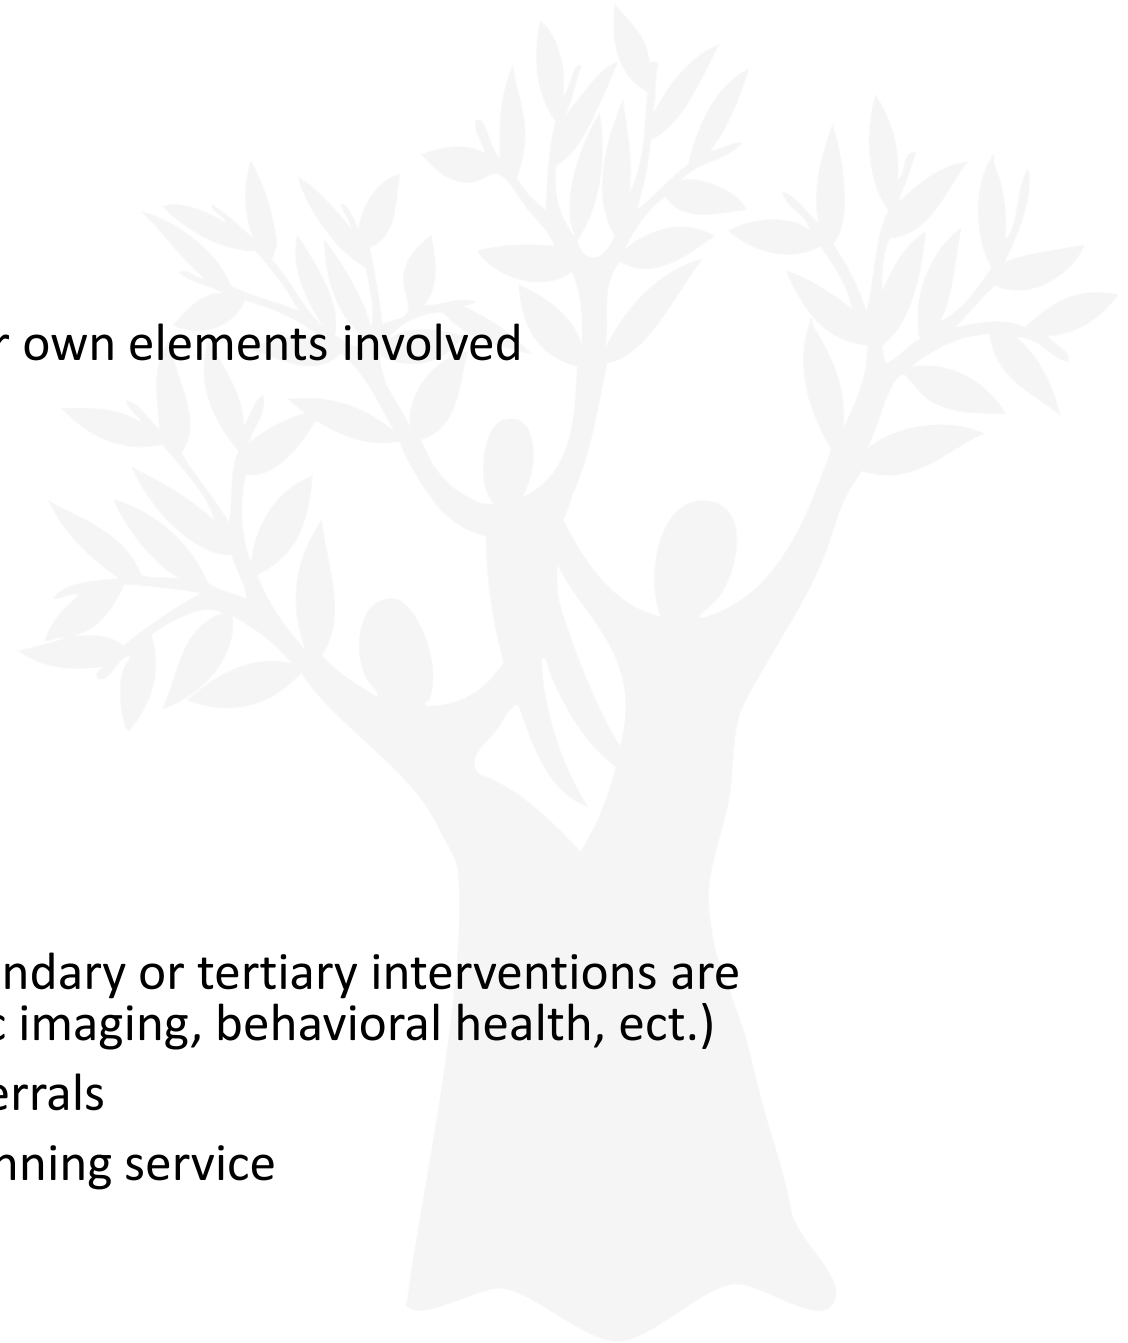 r own elements involved
ndary or tertiary interventions are
c imaging, behavioral health, ect.)
errals
nning service